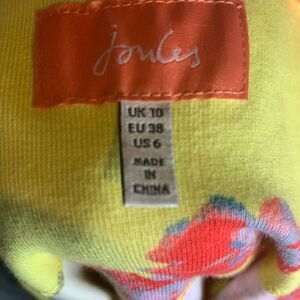 Joules
UK 10
EU 38
US 6
MADE
IN
CHINA